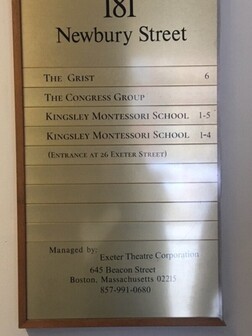 181
Newbury Street
The Grist 6
The Congress Group
Kingsley Montessori School 1-5
Kingsley Montessori School 1-4
(Entrance at 26 Exeter Street)
Managed by:
Exeter Theatre Corporation
645 Beacon Street
Boston, Massachusetts 02215
857-991-0680